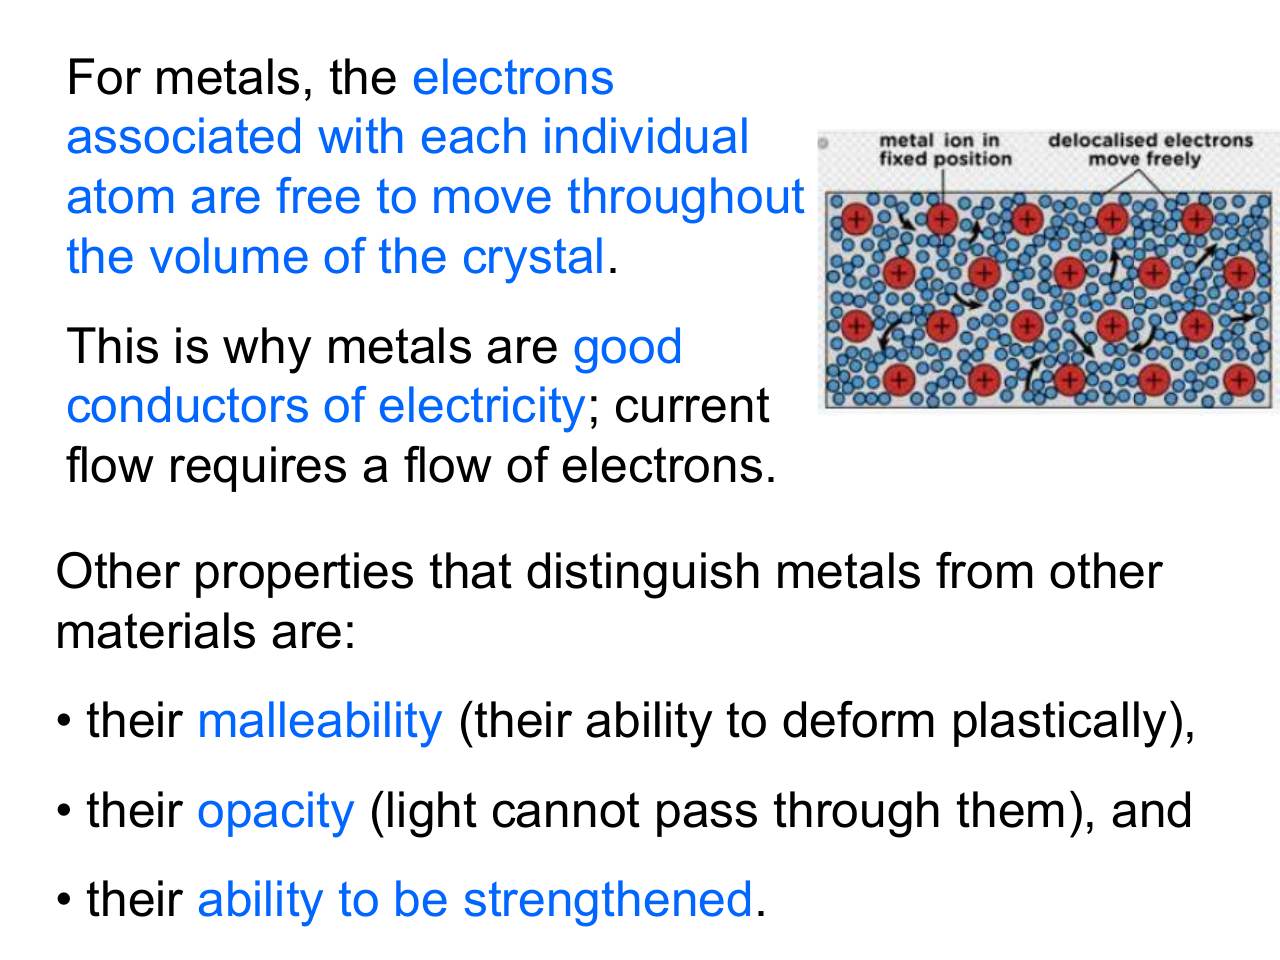 For metals, the electrons
associated with each individual
atom are free to move throughout
the volume of the crystal.
This is why metals are good
conductors of electricity; current
flow requires a flow of electrons.
metal ion in
fixed position
delocalised electrons
move freely
Other properties that distinguish metals from other
materials are:
• their malleability (their ability to deform plastically),
• their opacity (light cannot pass through them), and
• their ability to be strengthened.